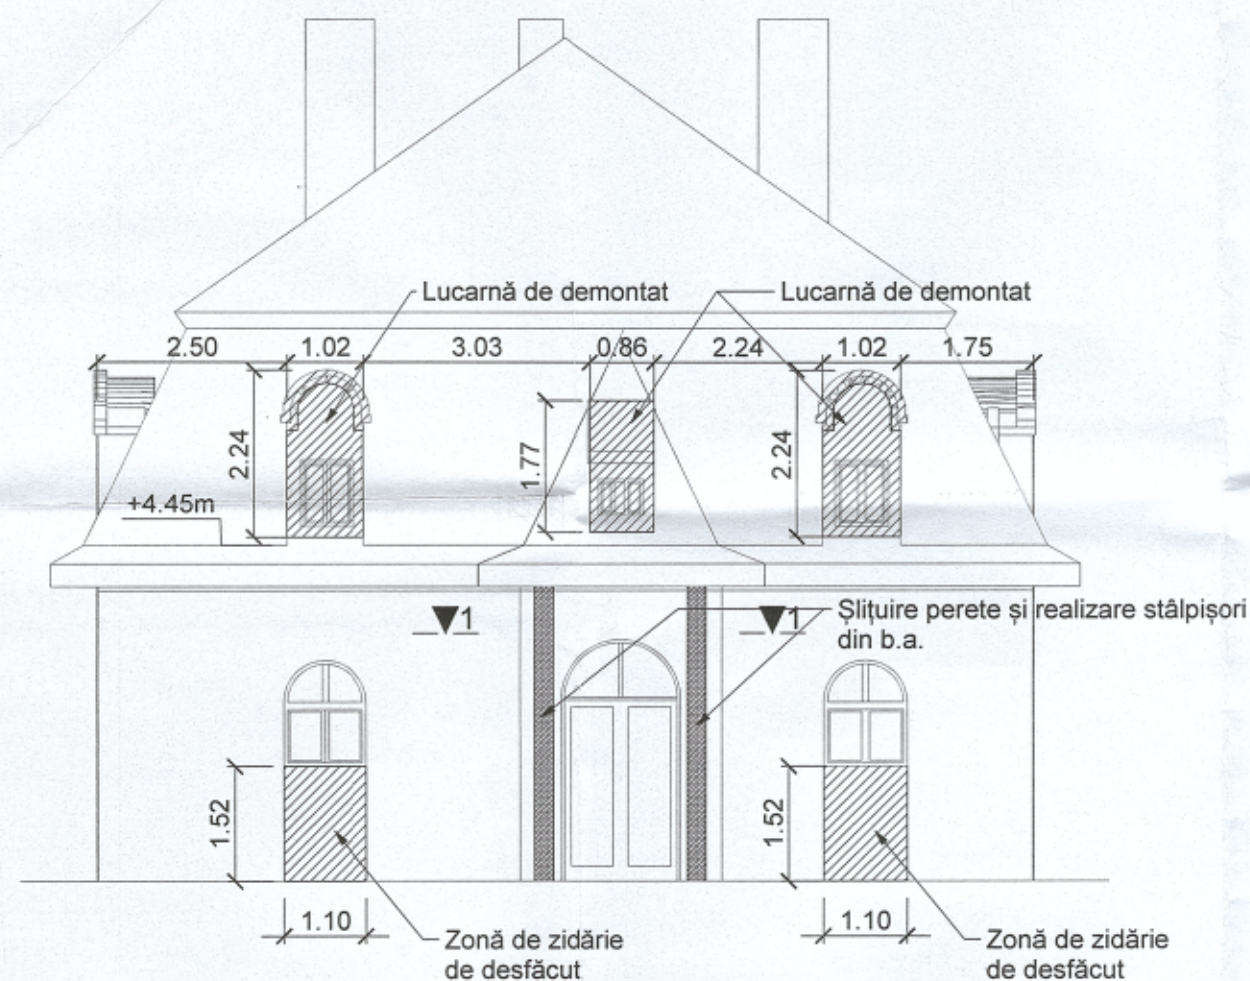 Lucarnă de demontat
Lucarnă de demontat
2.50
1.02
3.03
0.86
2.24
1.02
1.75
2.24
1.77
2.24
+4.45m
1
1
Șlițuire perete și realizare stâlpișori
din b.a.
1.52
1.52
1.10
1.10
Zonă de zidărie
de desfăcut
Zonă de zidărie
de desfăcut